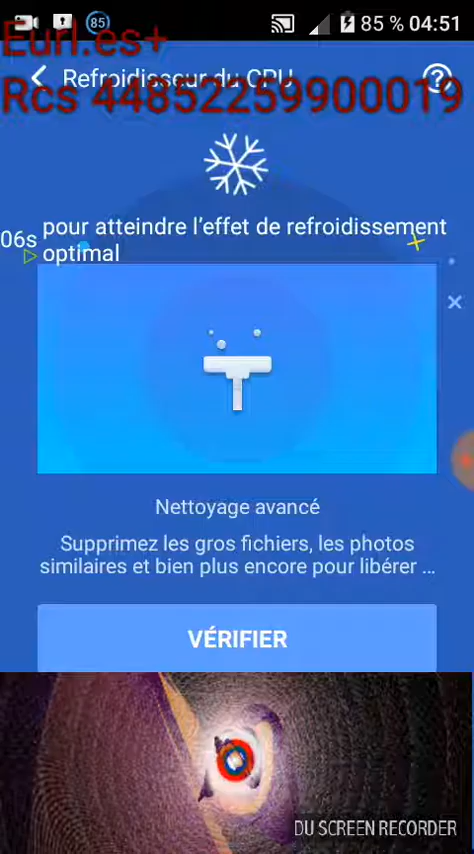 85
85 % 04:51
Eurl.es+
Refroidisseur du CPU
?
Rcs 44852259900019
06s
pour atteindre l’effet de refroidissement
optimal
Nettoyage avancé
Supprimez les gros fichiers, les photos
similaires et bien plus encore pour libérer ...
VÉRIFIER
DU SCREEN RECORDER